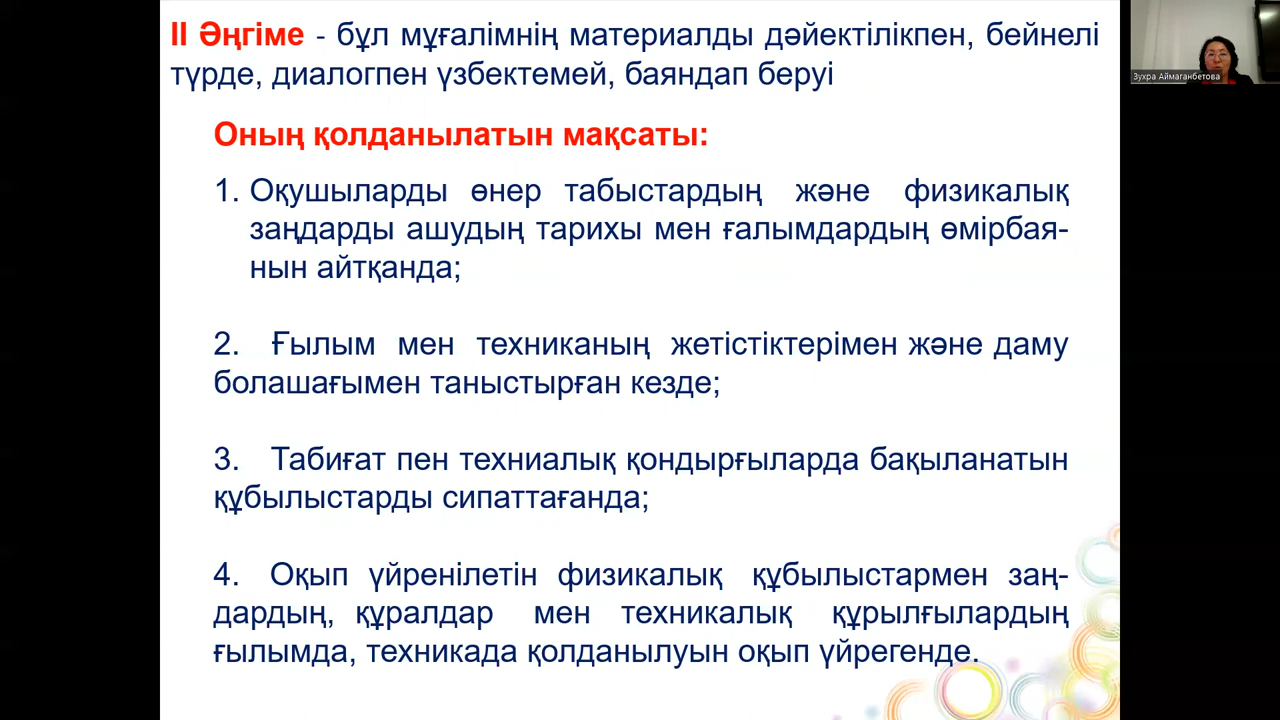 II Әңгіме - бұл мұғалімнің материалды дәйектілікпен, бейнелі
түрде, диалогпен үзбектемей, баяндап беруі
Оның қолданылатын мақсаты:
1. Оқушыларды өнер табыстардың және физикалық
заңдарды ашудың тарихы мен ғалымдардың өмірбая-
нын айтқанда;
2. Ғылым мен техниканың жетістіктерімен және даму
болашағымен таныстырған кезде;
3. Табиғат пен техниалық қондырғыларда бақыланатын
құбылыстарды сипаттағанда;
4. Оқып үйренілетін физикалық құбылыстармен заң-
дардың, құралдар мен техникалық құрылғылардың
ғылымда, техникада қолданылуын оқып үйрегенде.
Зухра Аймаганбетова